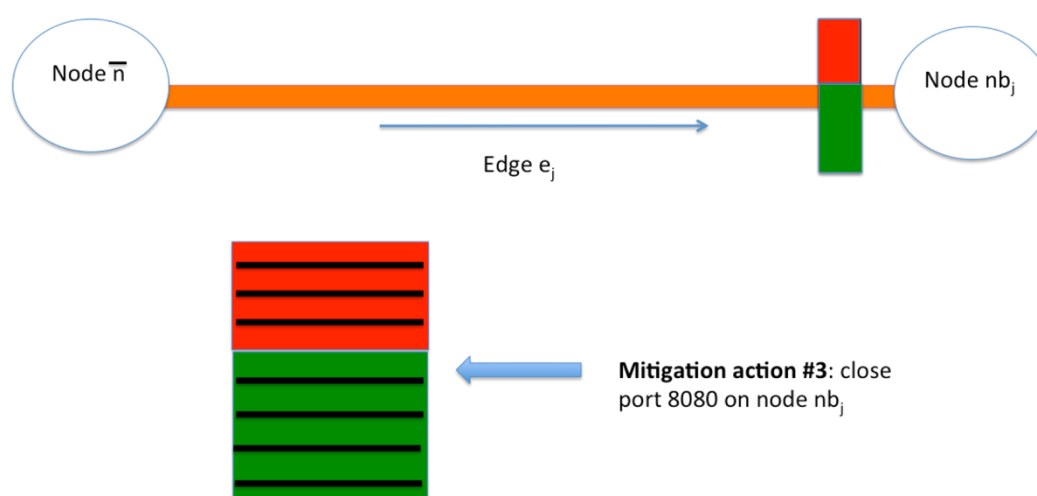 Node n̅
Node nbⱼ
Edge eⱼ
Mitigation action #3: close
port 8080 on node nbⱼ